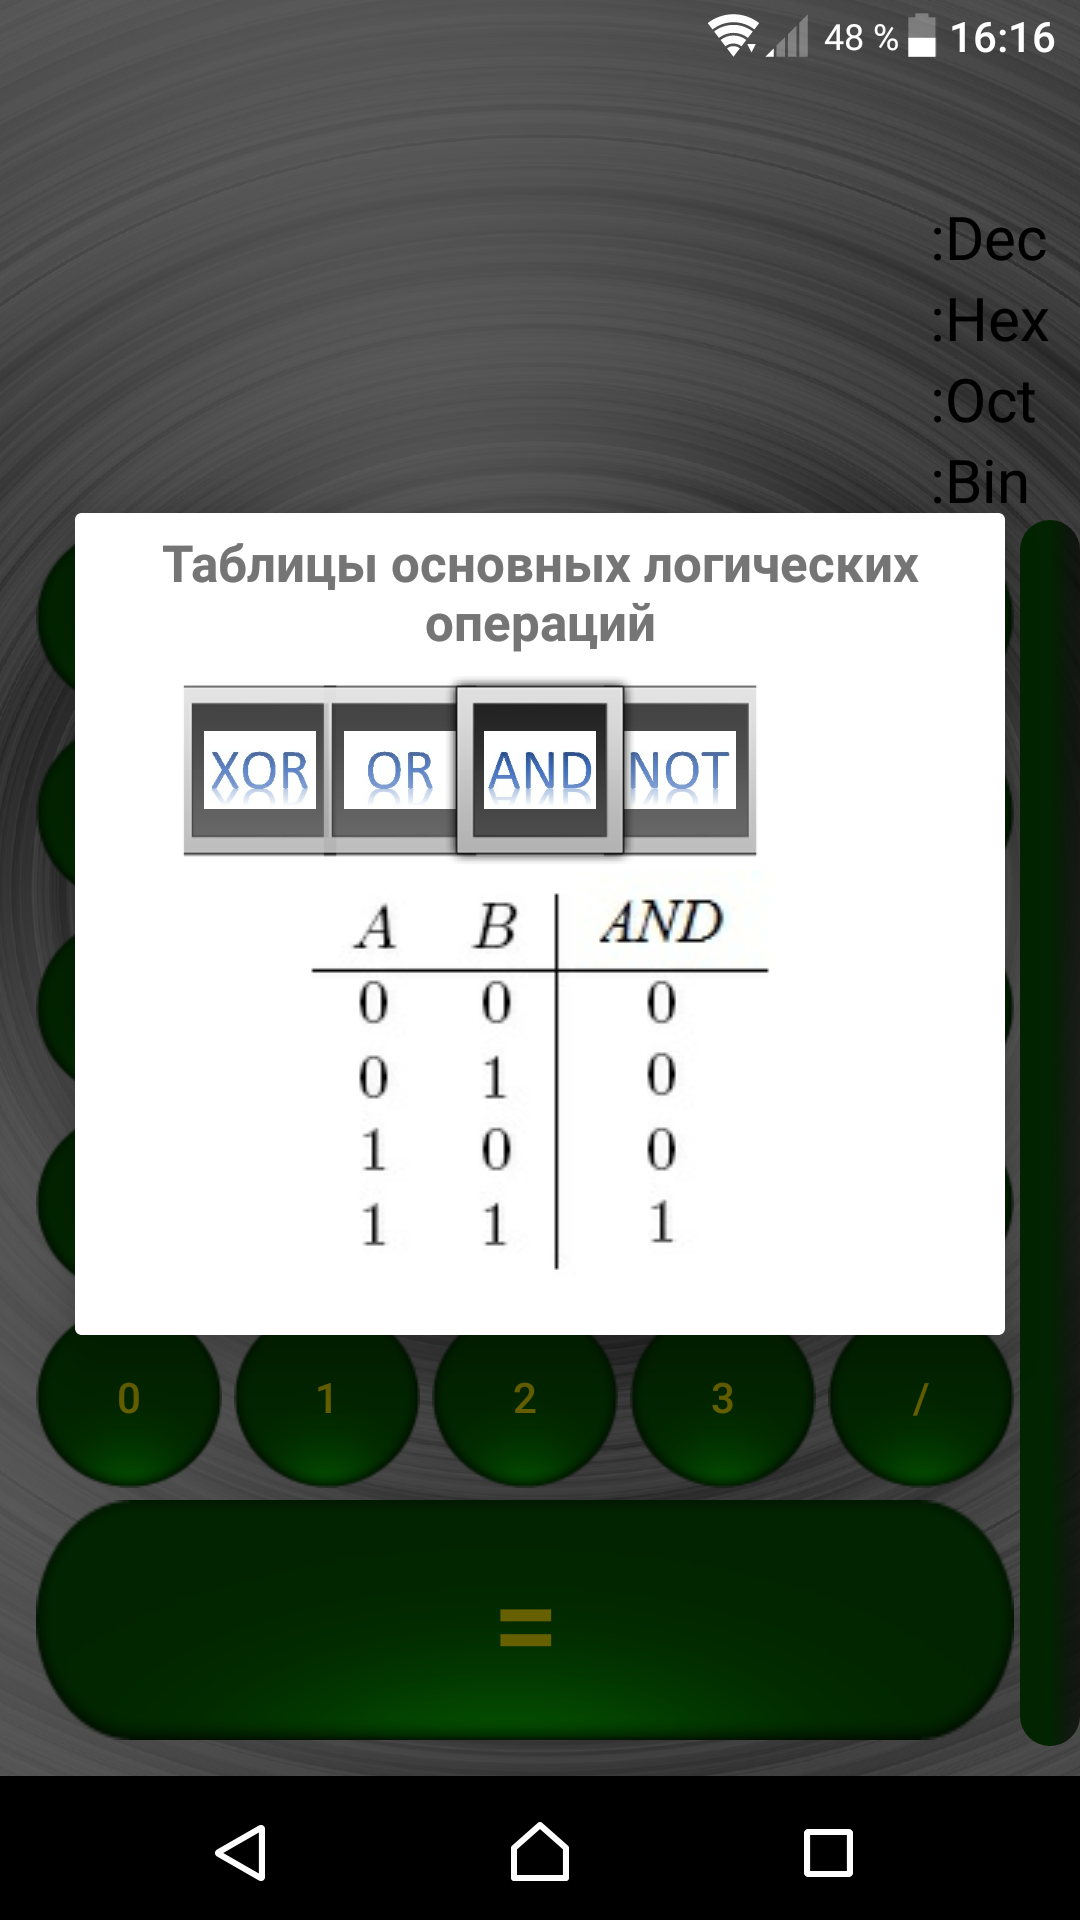 48 % 16:16
:Dec
:Hex
:Oct
:Bin
Таблицы основных логических
операций
XOR OR AND NOT
A B AND
0 0 0
0 1 0
1 0 0
1 1 1
0 1 2 3 /
=